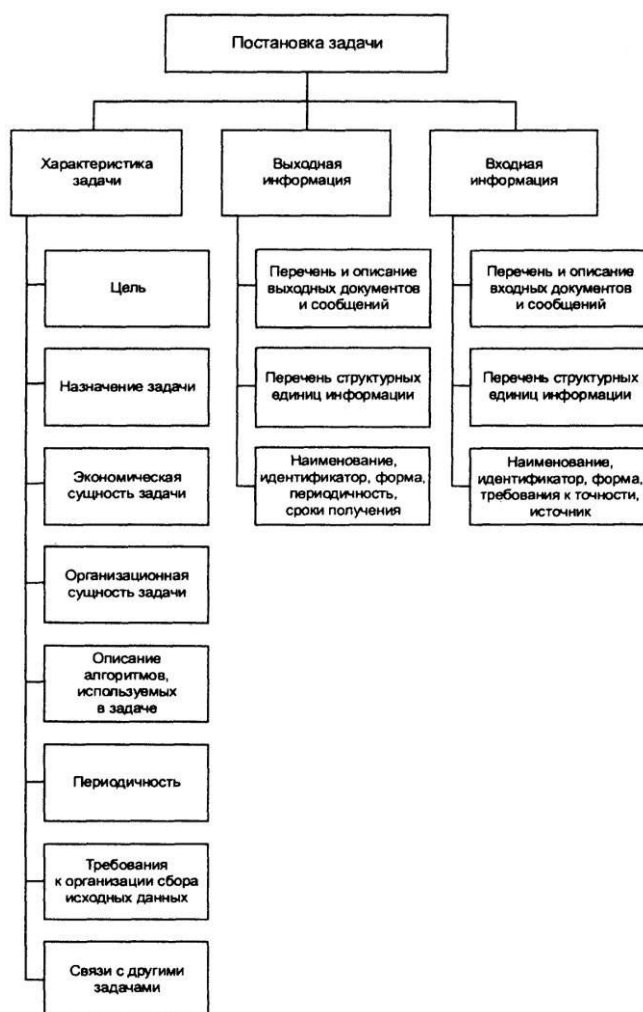 Постановка задачи
Характеристика
задачи
Выходная
информация
Входная
информация
Цель
Назначение задачи
Экономическая
сущность задачи
Организационная
сущность задачи
Описание
алгоритмов,
используемых
в задаче
Периодичность
Требования
к организации сбора
исходных данных
Связи с другими
задачами
Перечень и описание
выходных документов
и сообщений
Перечень структурных
единиц информации
Наименование,
идентификатор, форма,
периодичность,
сроки получения
Перечень и описание
входных документов
и сообщений
Перечень структурных
единиц информации
Наименование,
идентификатор, форма,
требования к точности,
источник